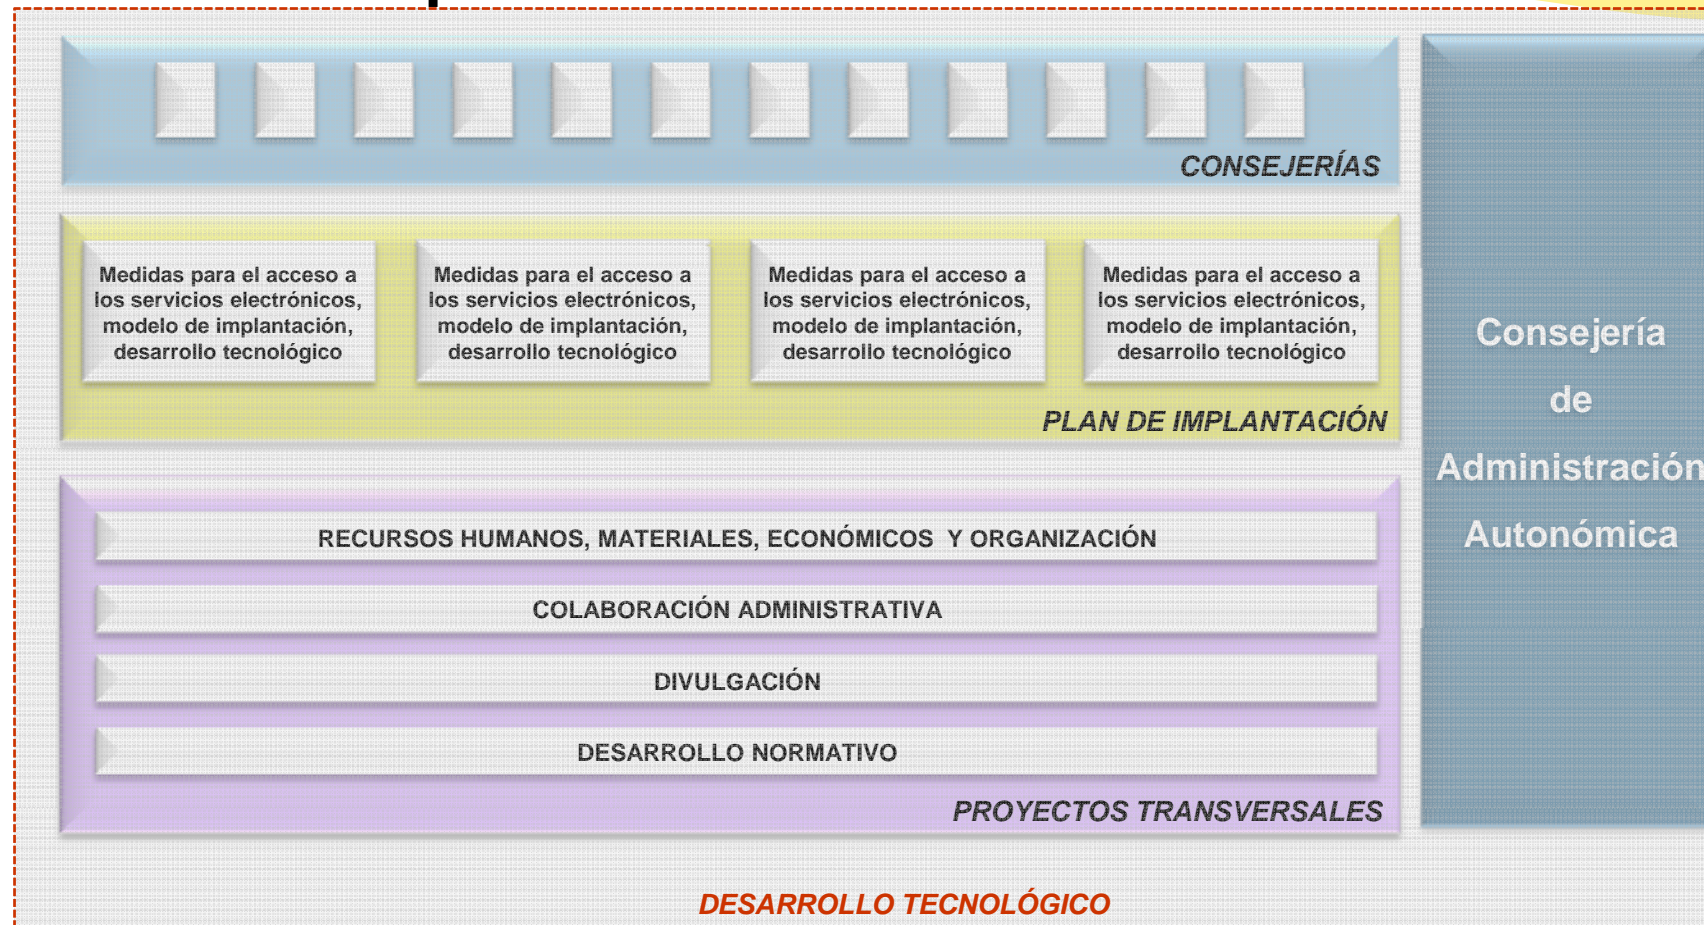 CONSEJERÍAS
Medidas para el acceso a
los servicios electrónicos,
modelo de implantación,
desarrollo tecnológico
Medidas para el acceso a
los servicios electrónicos,
modelo de implantación,
desarrollo tecnológico
Medidas para el acceso a
los servicios electrónicos,
modelo de implantación,
desarrollo tecnológico
Medidas para el acceso a
los servicios electrónicos,
modelo de implantación,
desarrollo tecnológico
PLAN DE IMPLANTACIÓN
RECURSOS HUMANOS, MATERIALES, ECONÓMICOS  Y ORGANIZACIÓN
COLABORACIÓN ADMINISTRATIVA
DIVULGACIÓN
DESARROLLO NORMATIVO
PROYECTOS TRANSVERSALES
Consejería
de
Administración
Autonómica
DESARROLLO TECNOLÓGICO